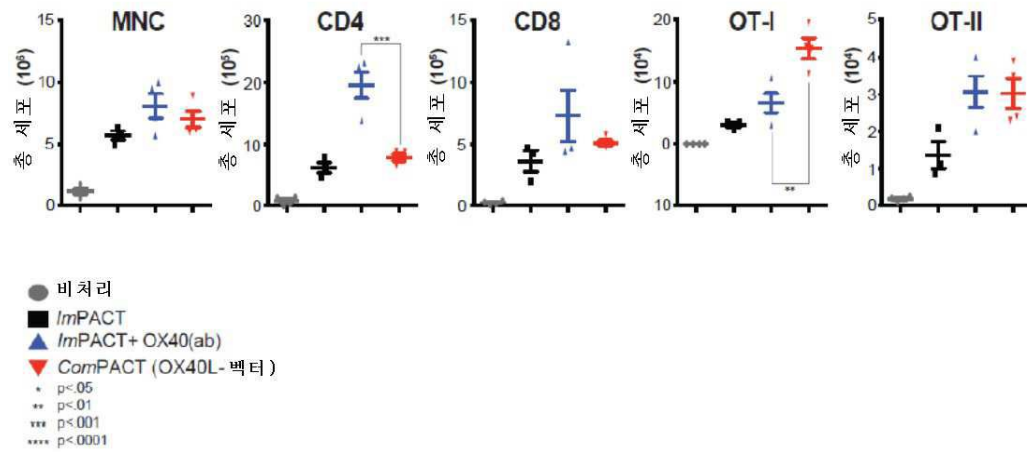 MNC
총 세포 (10⁶)
15
10
5
0
CD4
총 세포 (10⁵)
30
20
10
0
***
CD8
총 세포 (10⁵)
15
10
5
0
OT-I
총 세포 (10⁴)
20
10
0
10
**
OT-II
총 세포 (10⁴)
5
4
3
2
1
0
비처리
ImPACT
ImPACT+ OX40(ab)
ComPACT (OX40L-벡터)
* p<.05
** p<.01
*** p<.001
**** p<.0001